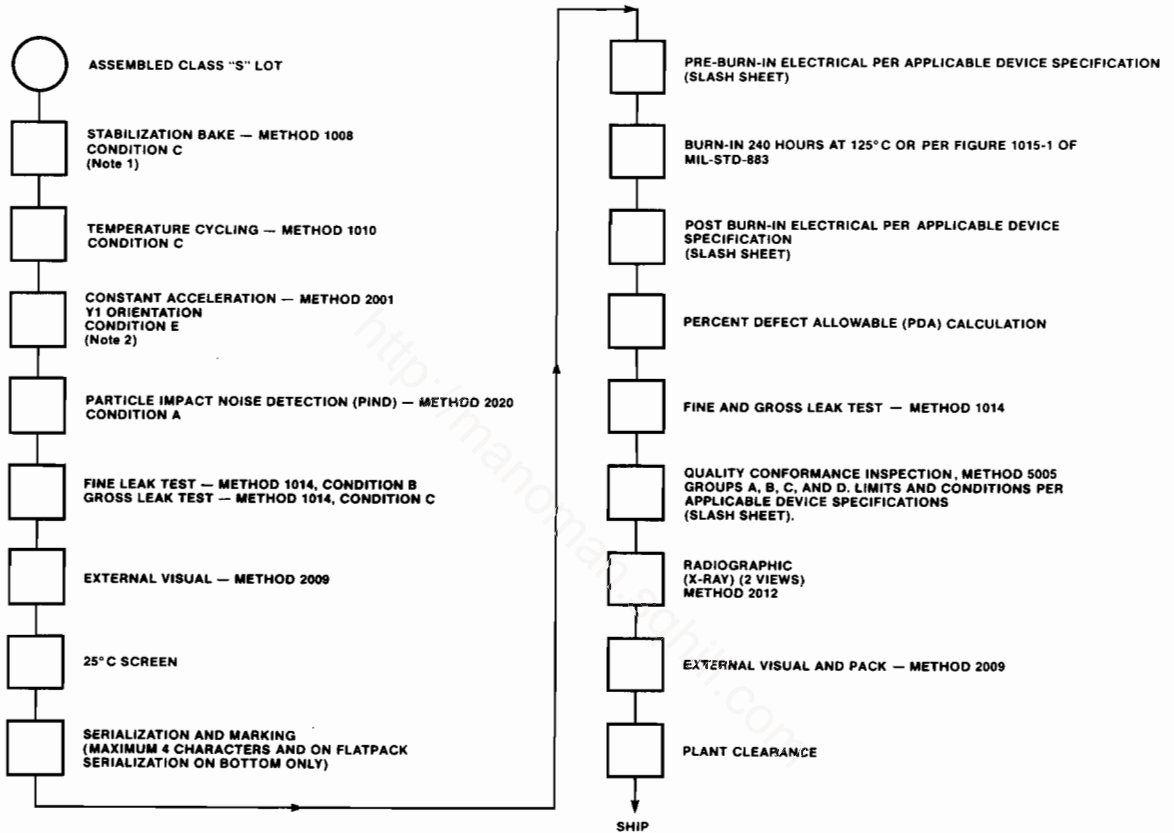 ASSEMBLED CLASS "S" LOT
STABILIZATION BAKE — METHOD 1008
CONDITION C
(Note 1)
TEMPERATURE CYCLING — METHOD 1010
CONDITION C
CONSTANT ACCELERATION — METHOD 2001
Y1 ORIENTATION
CONDITION E
(Note 2)
PARTICLE IMPACT NOISE DETECTION (PIND) — METHOD 2020
CONDITION A
FINE LEAK TEST — METHOD 1014, CONDITION B
GROSS LEAK TEST — METHOD 1014, CONDITION C
EXTERNAL VISUAL — METHOD 2009
25°C SCREEN
SERIALIZATION AND MARKING
(MAXIMUM 4 CHARACTERS AND ON FLATPACK
SERIALIZATION ON BOTTOM ONLY)
PRE-BURN-IN ELECTRICAL PER APPLICABLE DEVICE SPECIFICATION
(SLASH SHEET)
BURN-IN 240 HOURS AT 125°C OR PER FIGURE 1015-1 OF
MIL-STD-883
POST BURN-IN ELECTRICAL PER APPLICABLE DEVICE
SPECIFICATION
(SLASH SHEET)
PERCENT DEFECT ALLOWABLE (PDA) CALCULATION
FINE AND GROSS LEAK TEST — METHOD 1014
QUALITY CONFORMANCE INSPECTION, METHOD 5005
GROUPS A, B, C, AND D. LIMITS AND CONDITIONS PER
APPLICABLE DEVICE SPECIFICATIONS
(SLASH SHEET).
RADIOGRAPHIC
(X-RAY) (2 VIEWS)
METHOD 2012
EXTERNAL VISUAL AND PACK — METHOD 2009
PLANT CLEARANCE
SHIP
http://manoman.sqhill.com